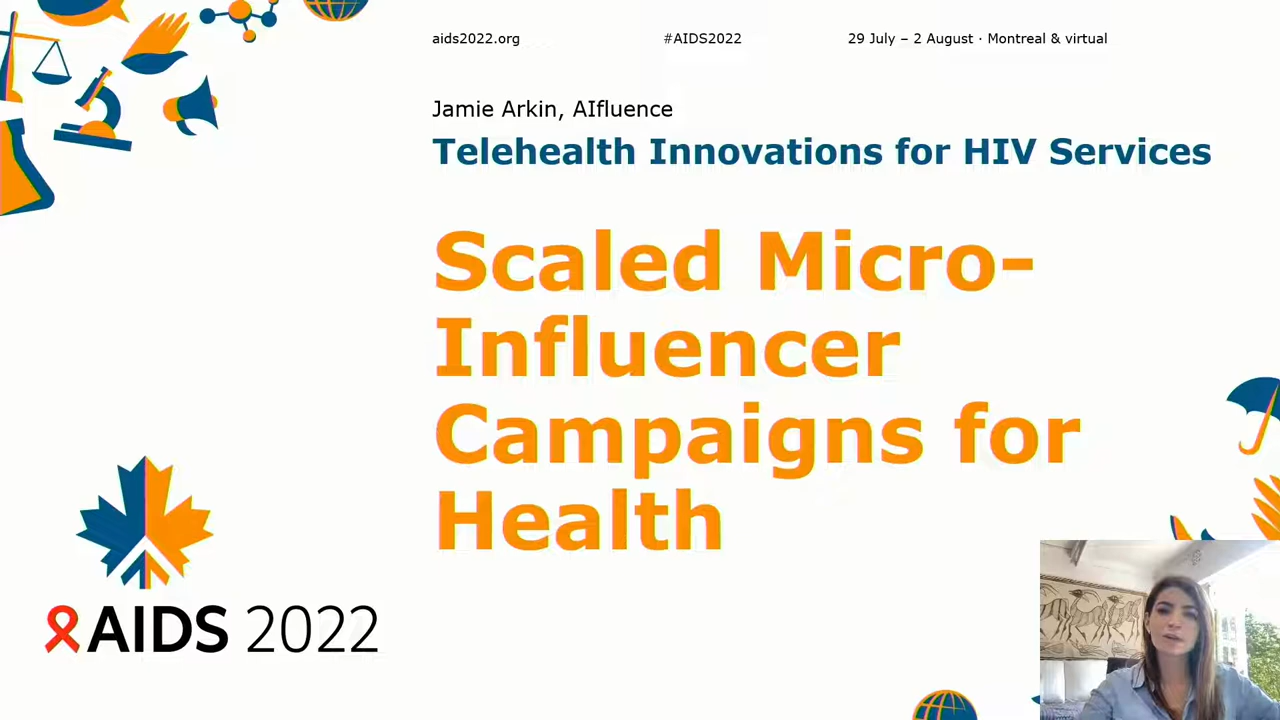 aids2022.org #AIDS2022 29 July – 2 August · Montreal & virtual
Jamie Arkin, AIfluence
Telehealth Innovations for HIV Services
Scaled Micro-
Influencer
Campaigns for
Health
AIDS 2022